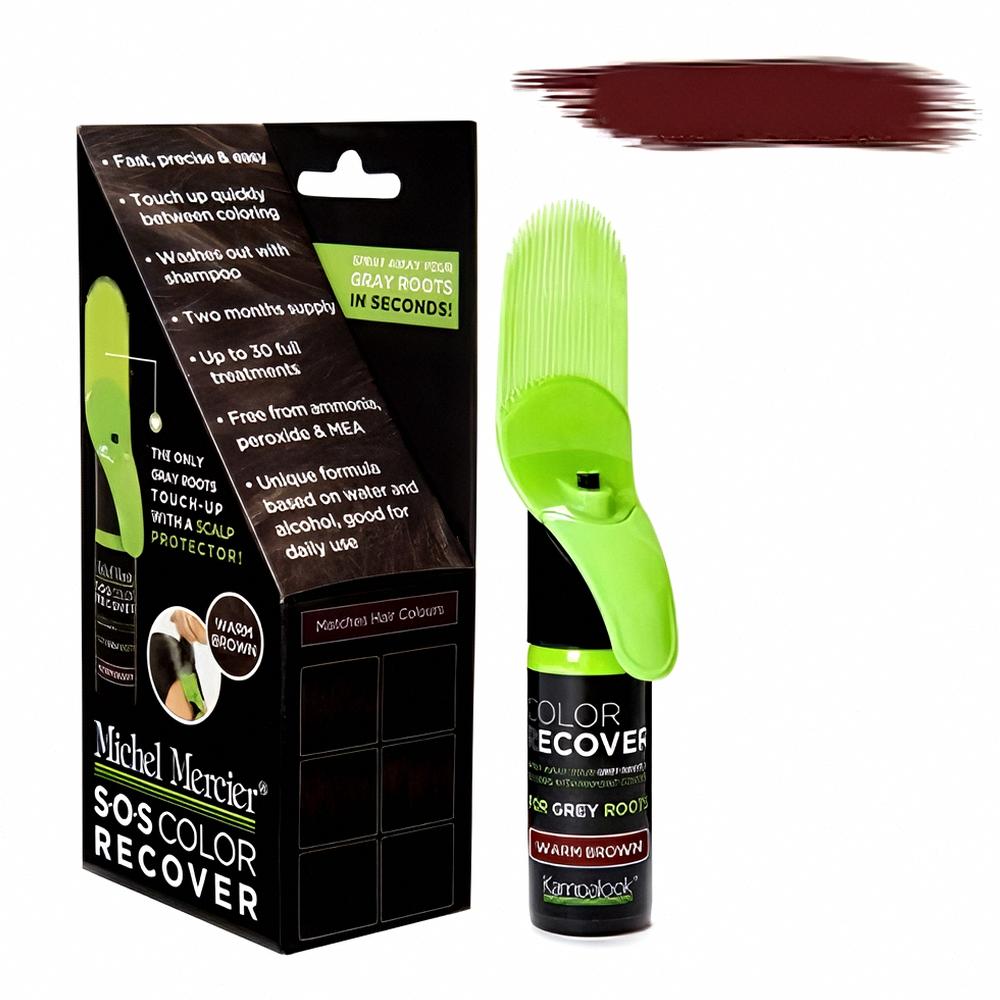 • Fast, precise & easy
• Touch up quickly
between coloring
• Washes out with
shampoo
• Two months supply
• Up to 30 full
treatments
• Free from ammonia,
peroxide & MEA
• Unique formula
based on water and
alcohol, good for
daily use
GRAY ROOTS
IN SECONDS!
THE ONLY
GRAY ROOTS
TOUCH-UP
WITH A SCALP
PROTECTOR!
WARM
BROWN
Matches Hair Colours
Michel Mercier®
S·O·S COLOR
RECOVER
COLOR
RECOVER
FOR GREY ROOTS
WARM BROWN